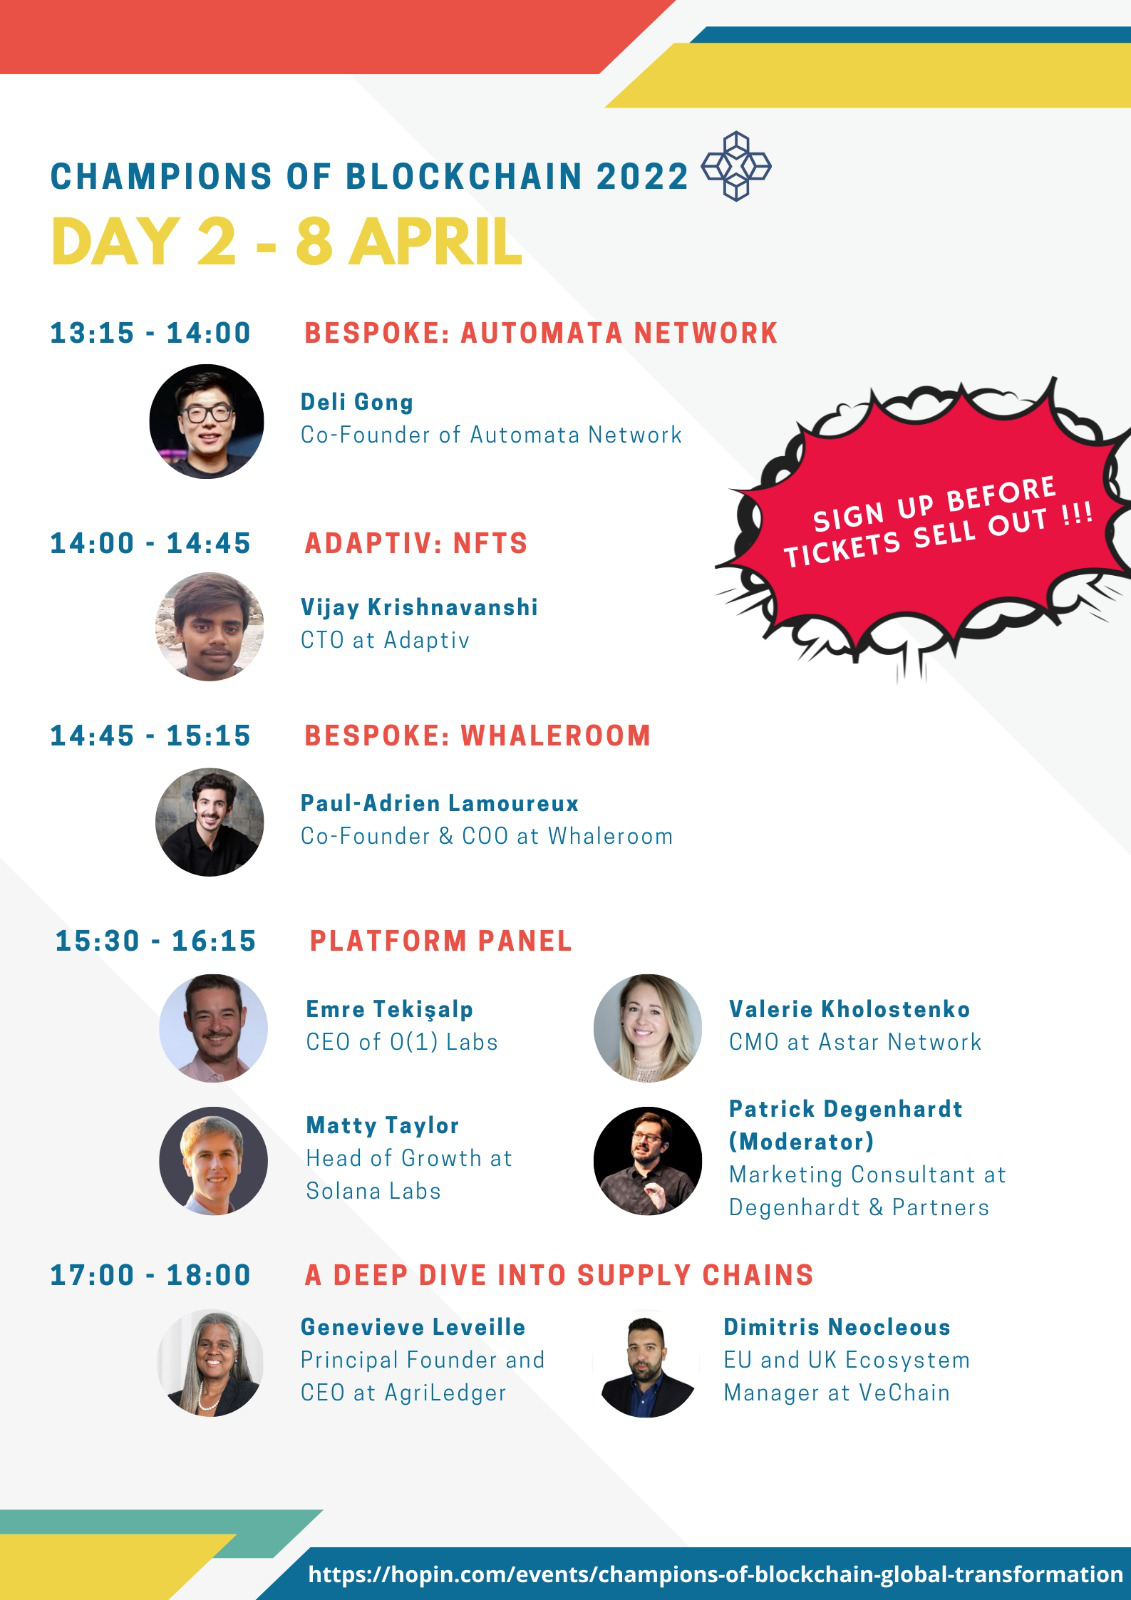 CHAMPIONS OF BLOCKCHAIN 2022
DAY 2 - 8 APRIL
13:15 - 14:00 BESPOKE: AUTOMATA NETWORK
Deli Gong
Co-Founder of Automata Network
SIGN UP BEFORE
TICKETS SELL OUT !!!
14:00 - 14:45 ADAPTIV: NFTS
Vijay Krishnavanshi
CTO at Adaptiv
14:45 - 15:15 BESPOKE: WHALEROOM
Paul-Adrien Lamoureux
Co-Founder & COO at Whaleroom
15:30 - 16:15 PLATFORM PANEL
Emre Tekişalp
CEO of O(1) Labs
Valerie Kholostenko
CMO at Astar Network
Matty Taylor
Head of Growth at
Solana Labs
Patrick Degenhardt
(Moderator)
Marketing Consultant at
Degenhardt & Partners
17:00 - 18:00 A DEEP DIVE INTO SUPPLY CHAINS
Genevieve Leveille
Principal Founder and
CEO at AgriLedger
Dimitris Neocleous
EU and UK Ecosystem
Manager at VeChain
https://hopin.com/events/champions-of-blockchain-global-transformation